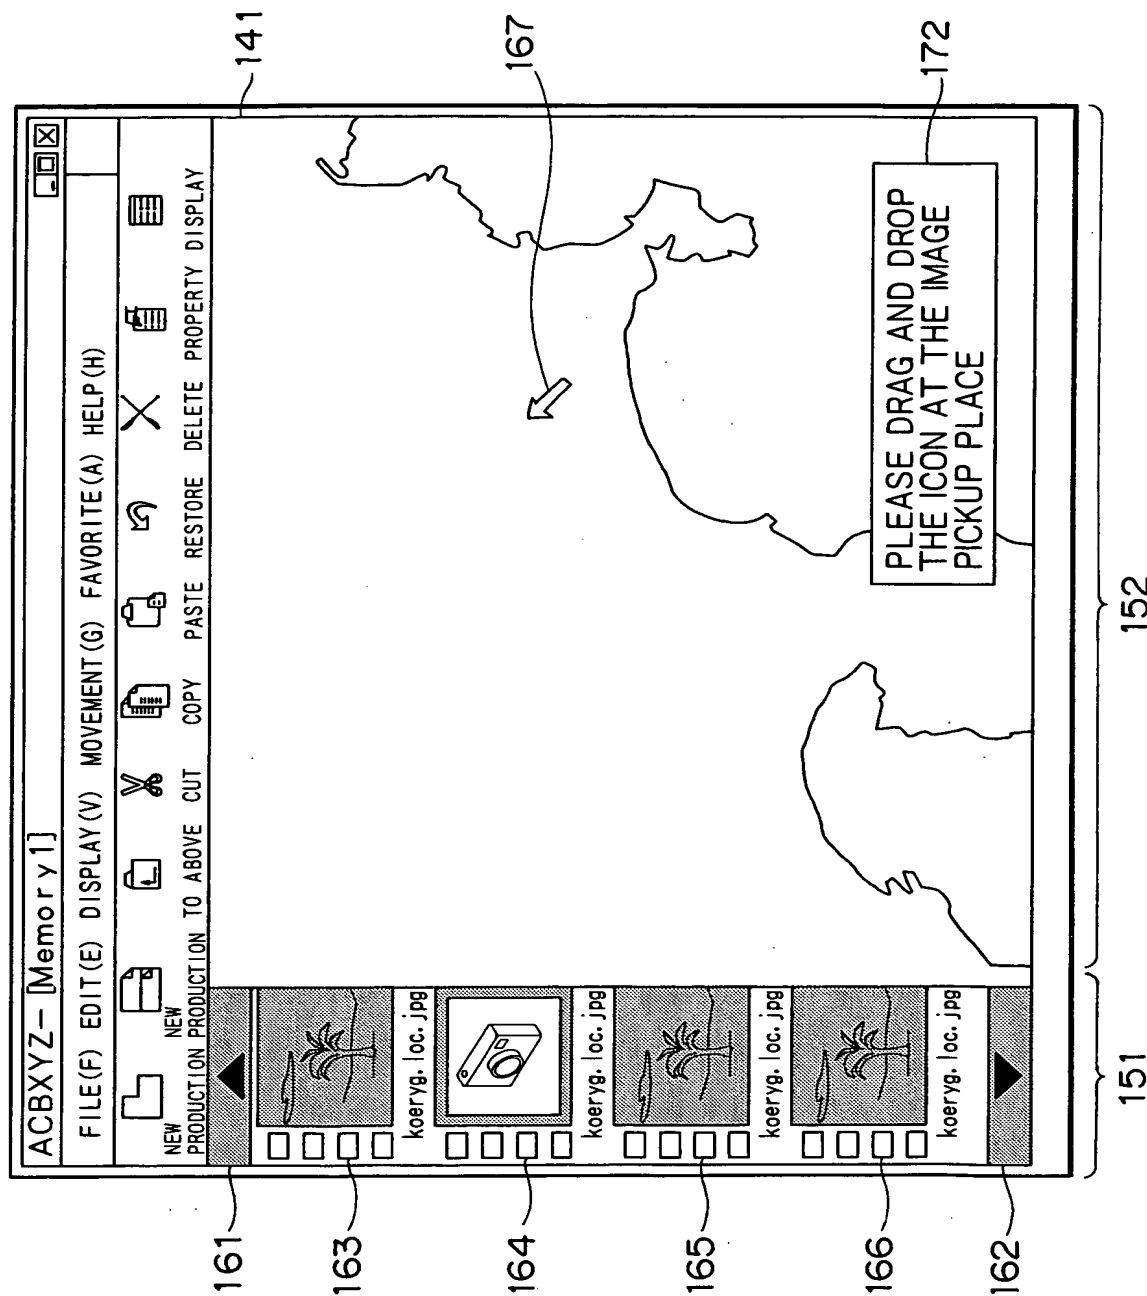 ACBXYZ— [Memory1]
FILE(F) EDIT(E) DISPLAY(V) MOVEMENT(G) FAVORITE(A) HELP(H)
NEW NEW
PRODUCTION PRODUCTION TO ABOVE CUT COPY PASTE RESTORE DELETE PROPERTY DISPLAY
141
161
163
koeryg.loc.jpg
167
164
koeryg.loc.jpg
165
koeryg.loc.jpg
166
koeryg.loc.jpg
PLEASE DRAG AND DROP
THE ICON AT THE IMAGE
PICKUP PLACE
172
162
151
152